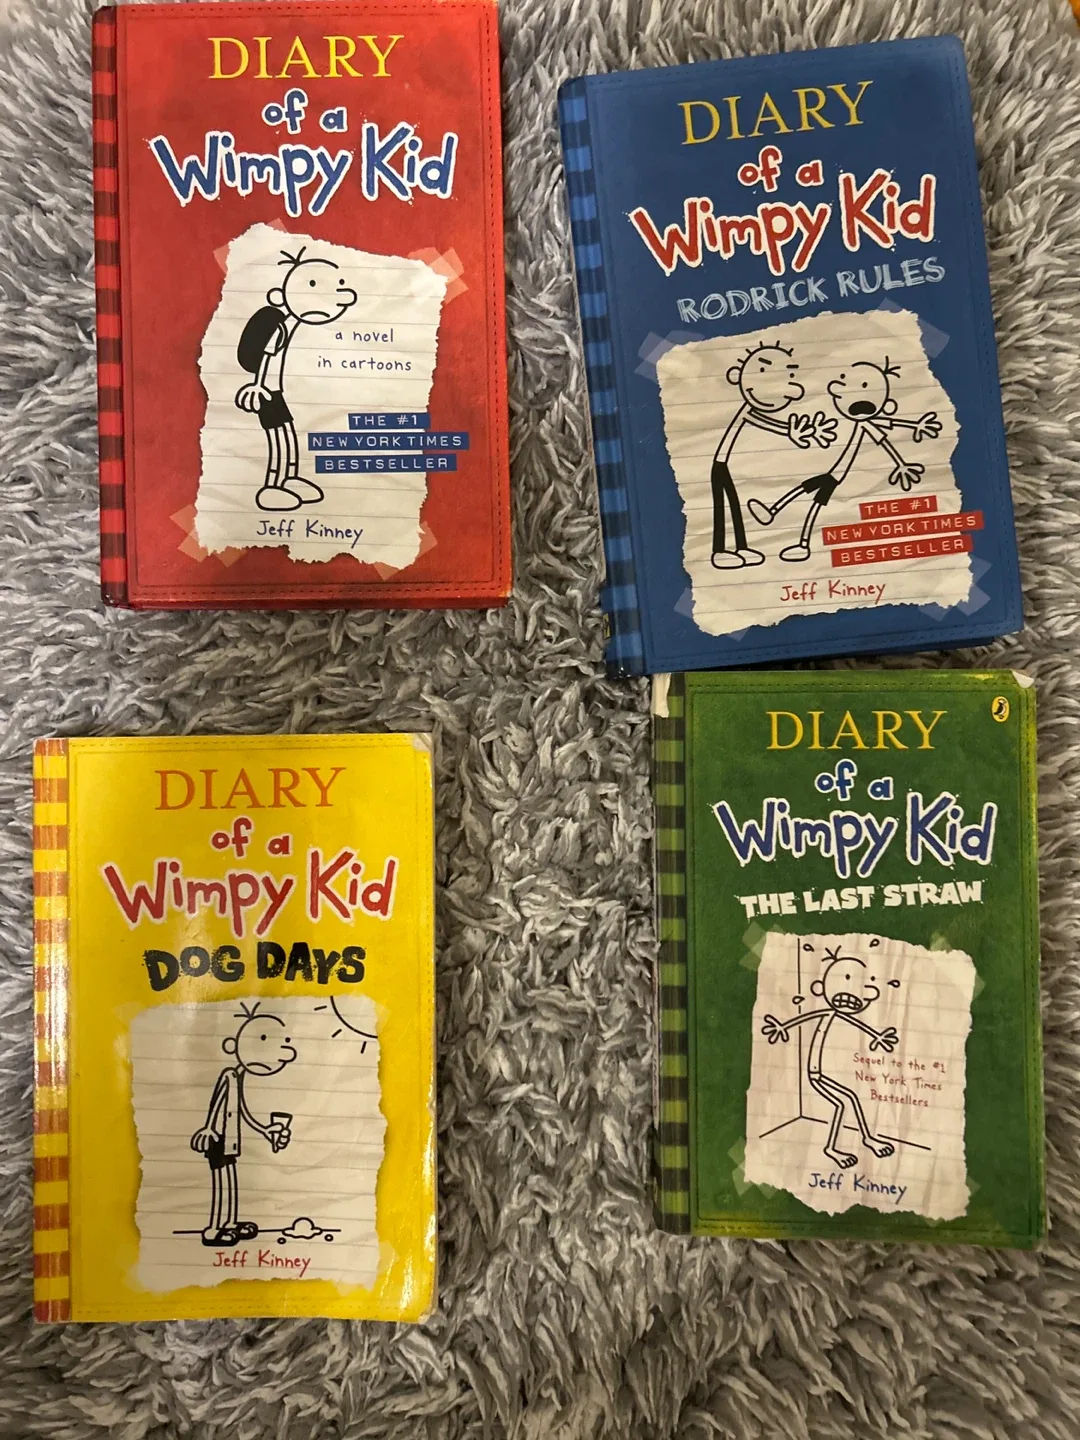 DIARY
of a
Wimpy Kid
a novel
in cartoons
THE #1
NEW YORK TIMES
BESTSELLER
Jeff Kinney
DIARY
of a
Wimpy Kid
RODRICK RULES
THE #1
NEW YORK TIMES
BESTSELLER
Jeff Kinney
DIARY
of a
Wimpy Kid
DOG DAYS
Jeff Kinney
DIARY
of a
Wimpy Kid
THE LAST STRAW
Sequel to the #1
New York Times
Bestsellers
Jeff Kinney